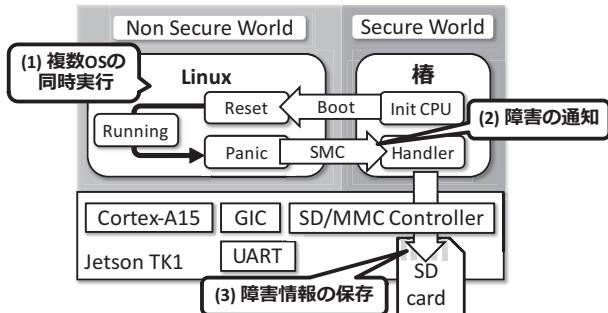 Non Secure World
Secure World
(1) 複数OSの
同時実行
Linux
椿
Reset
Boot
Init CPU
Running
(2) 障害の通知
Panic
SMC
Handler
Cortex-A15
GIC
SD/MMC Controller
Jetson TK1
UART
(3) 障害情報の保存
SD
card